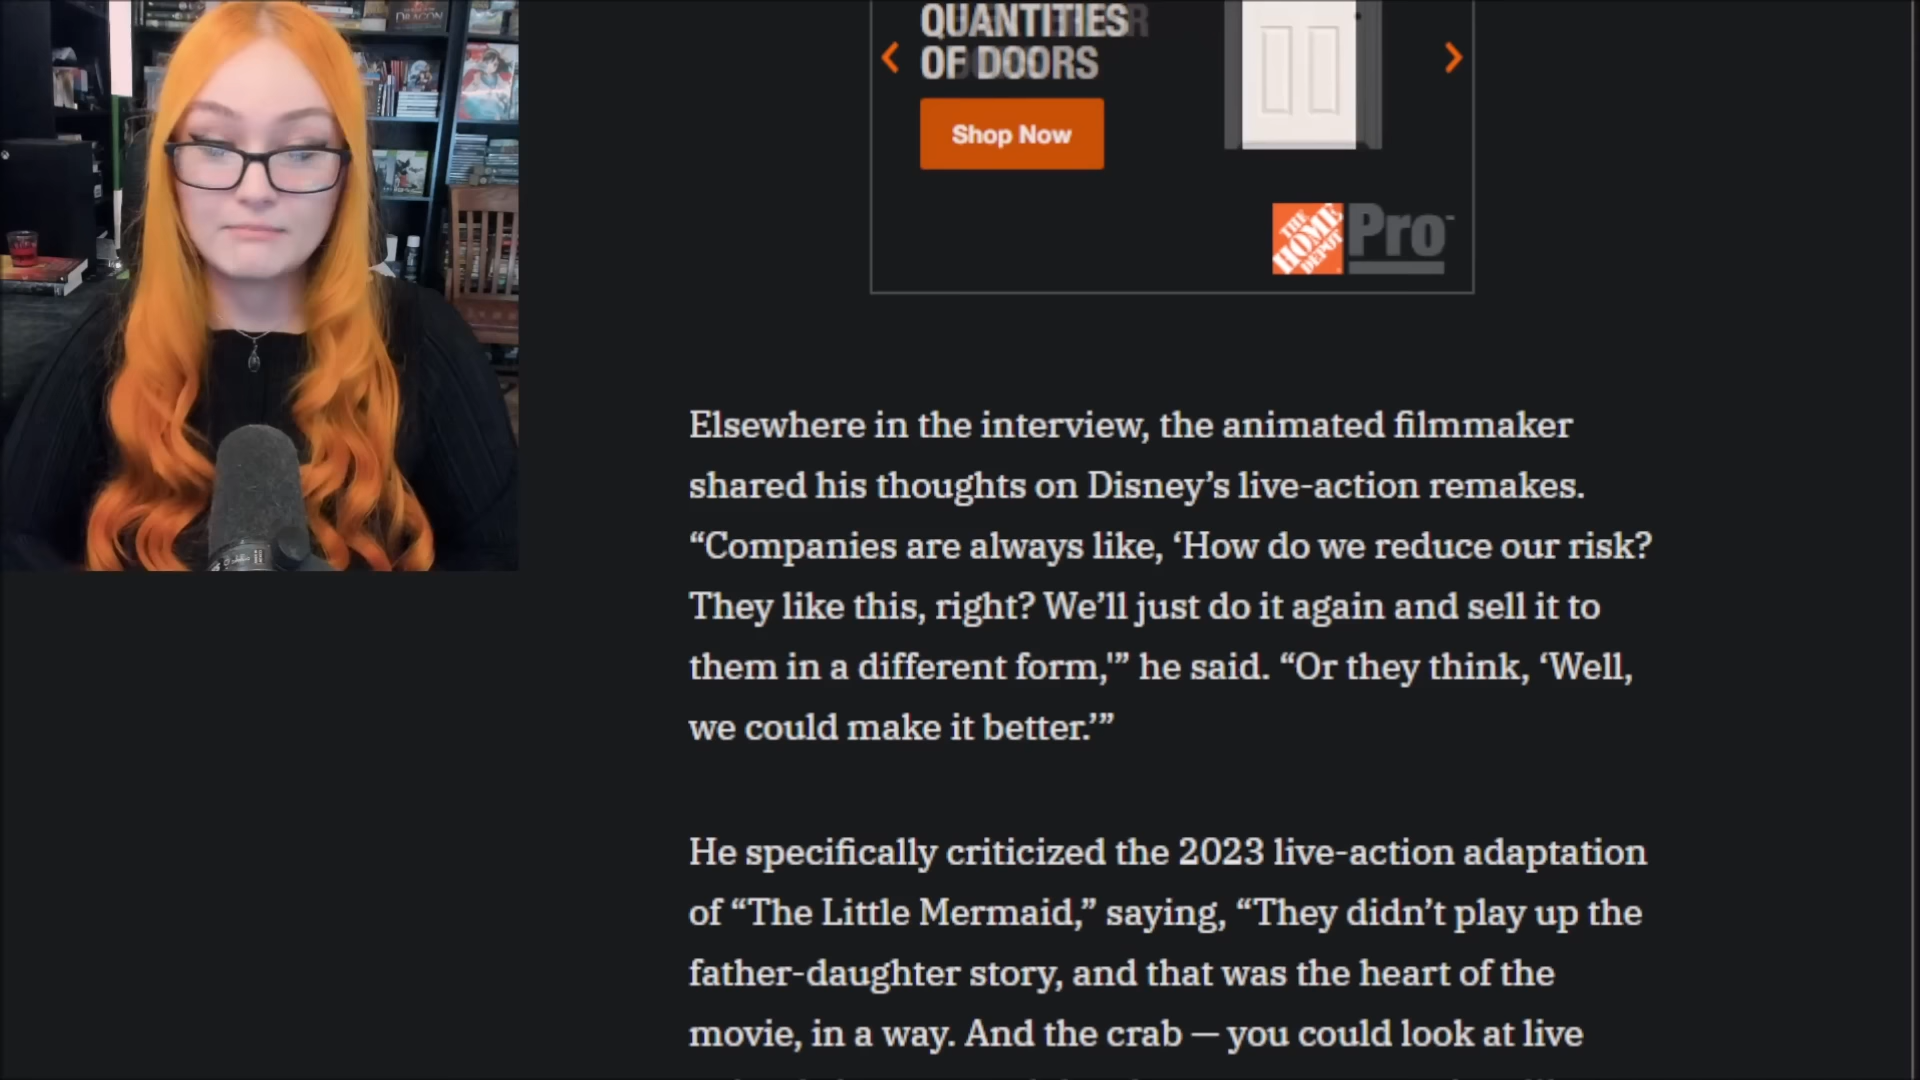 DRAGON
QUANTITIES
OF DOORS
Shop Now
THE HOME DEPOT Pro
Elsewhere in the interview, the animated filmmaker
shared his thoughts on Disney’s live-action remakes.
“Companies are always like, ‘How do we reduce our risk?
They like this, right? We’ll just do it again and sell it to
them in a different form,'” he said. “Or they think, ‘Well,
we could make it better.’”
He specifically criticized the 2023 live-action adaptation
of “The Little Mermaid,” saying, “They didn’t play up the
father-daughter story, and that was the heart of the
movie, in a way. And the crab — you could look at live